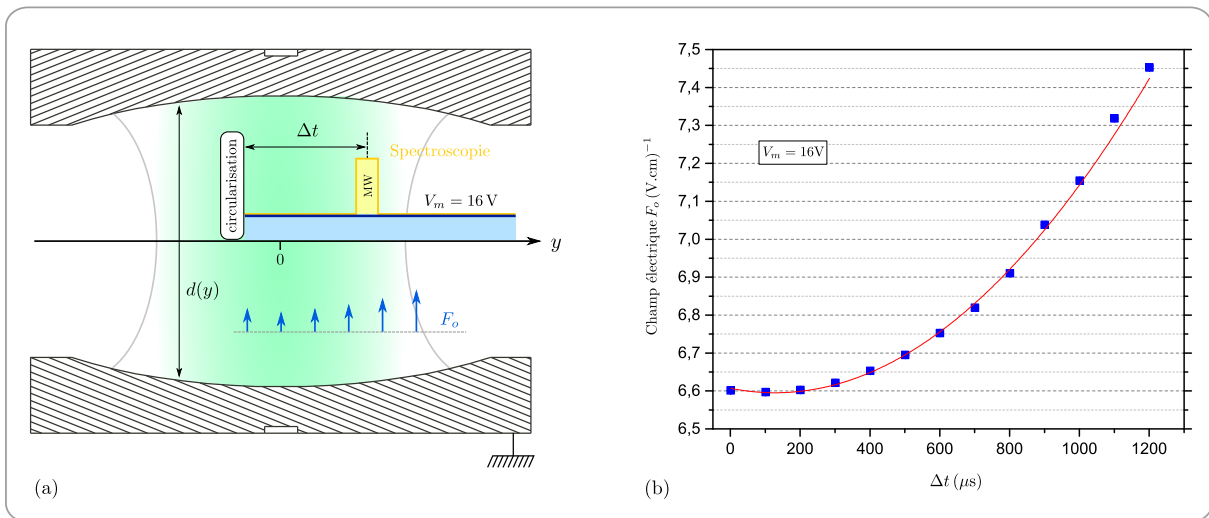 Δt
Spectroscopie
circularisation
MW
V_m = 16 V
y
0
d(y)
F_o
(a)
7,5
7,4
7,3
7,2
7,1
7,0
6,9
6,8
6,7
6,6
6,5
Champ électrique F_o (V.cm)^{-1}
V_m = 16V
0 200 400 600 800 1000 1200
Δt (μs)
(b)